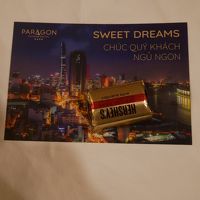 PARAGON
SWEET DREAMS
CHÚC QUÝ KHÁCH
NGỦ NGON
HERSHEY'S